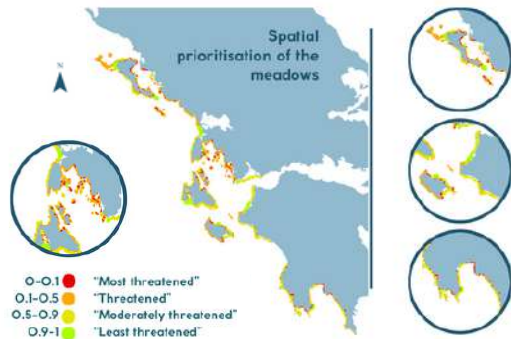 Spatial
prioritisation of the
meadows
N
0-0.1 "Most threatened"
0.1-0.5 "Threatened"
0.5-0.9 "Moderately threatened"
0.9-1 "Least threatened"